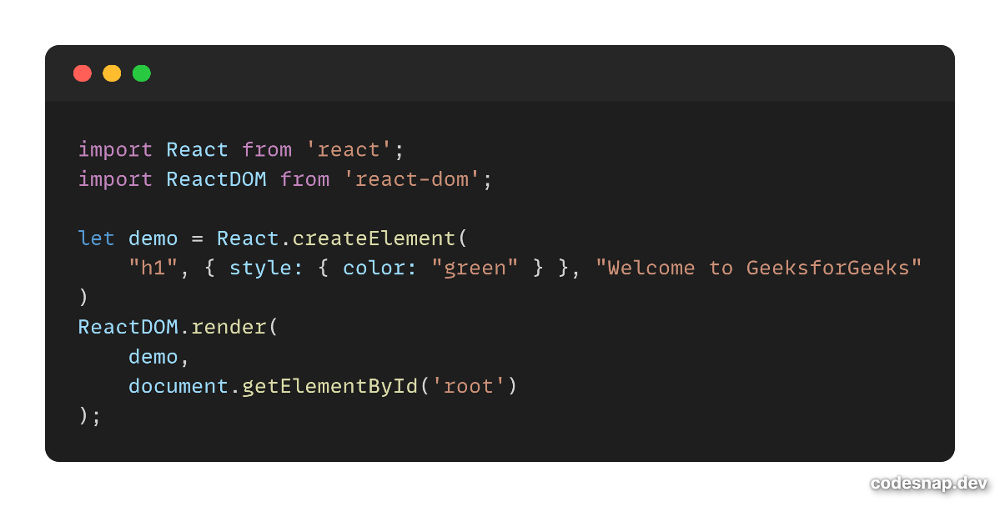 import React from 'react';
import ReactDOM from 'react-dom';

let demo = React.createElement(
    "h1", { style: { color: "green" } }, "Welcome to GeeksforGeeks"
)
ReactDOM.render(
    demo,
    document.getElementById('root')
);
codesnap.dev